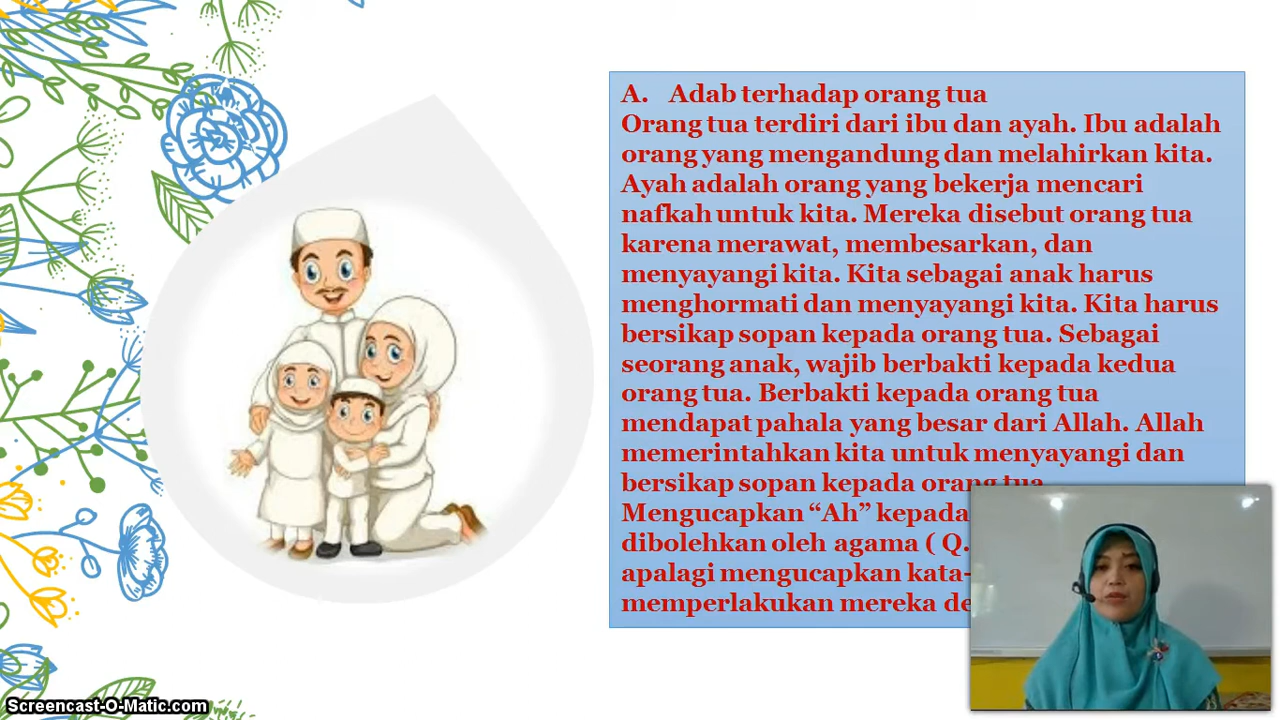 A. Adab terhadap orang tua
Orang tua terdiri dari ibu dan ayah. Ibu adalah
orang yang mengandung dan melahirkan kita.
Ayah adalah orang yang bekerja mencari
nafkah untuk kita. Mereka disebut orang tua
karena merawat, membesarkan, dan
menyayangi kita. Kita sebagai anak harus
menghormati dan menyayangi kita. Kita harus
bersikap sopan kepada orang tua. Sebagai
seorang anak, wajib berbakti kepada kedua
orang tua. Berbakti kepada orang tua
mendapat pahala yang besar dari Allah. Allah
memerintahkan kita untuk menyayangi dan
bersikap sopan kepada orang tua
Mengucapkan “Ah” kepada
dibolehkan oleh agama ( Q.
apalagi mengucapkan kata-
memperlakukan mereka
Screencast-O-Matic.com